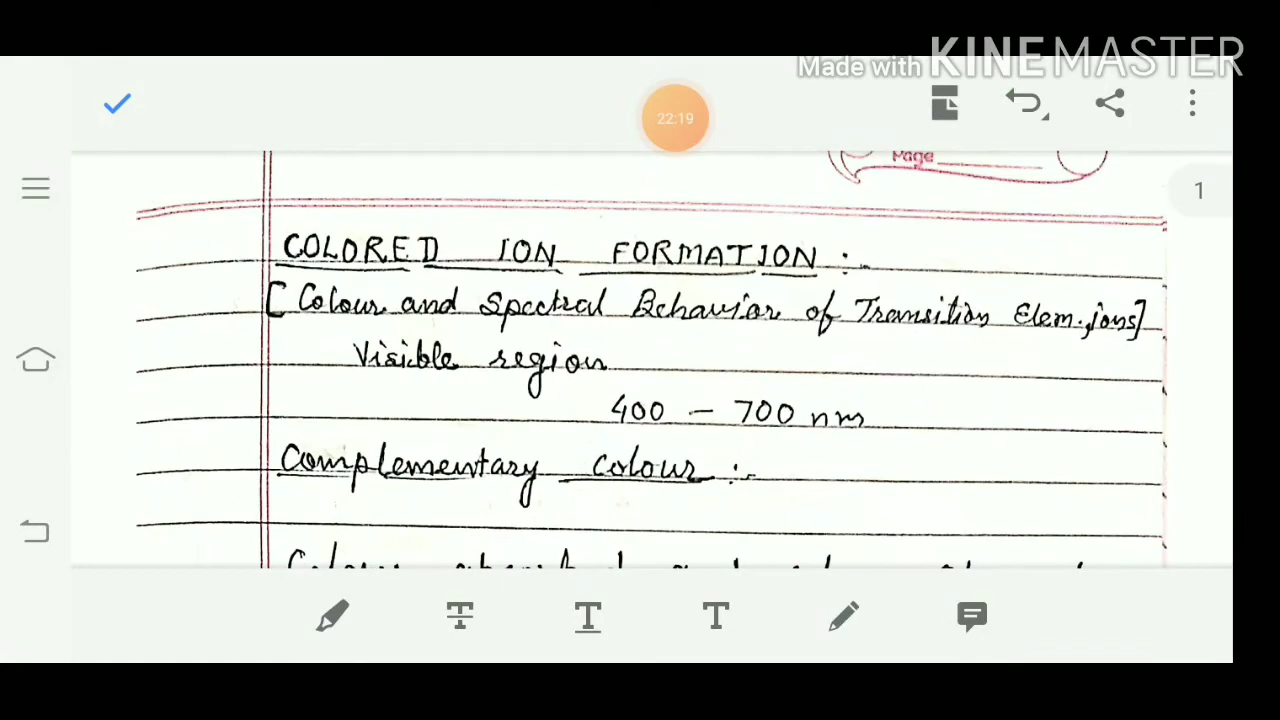 Made with KINEMASTER
22:19
Page
1
COLORED ION FORMATION :-
[ Colour and Spectral Behavior of Transition Elem. ions]
Visible region
400 - 700 nm
Complementary colour :-
Colour